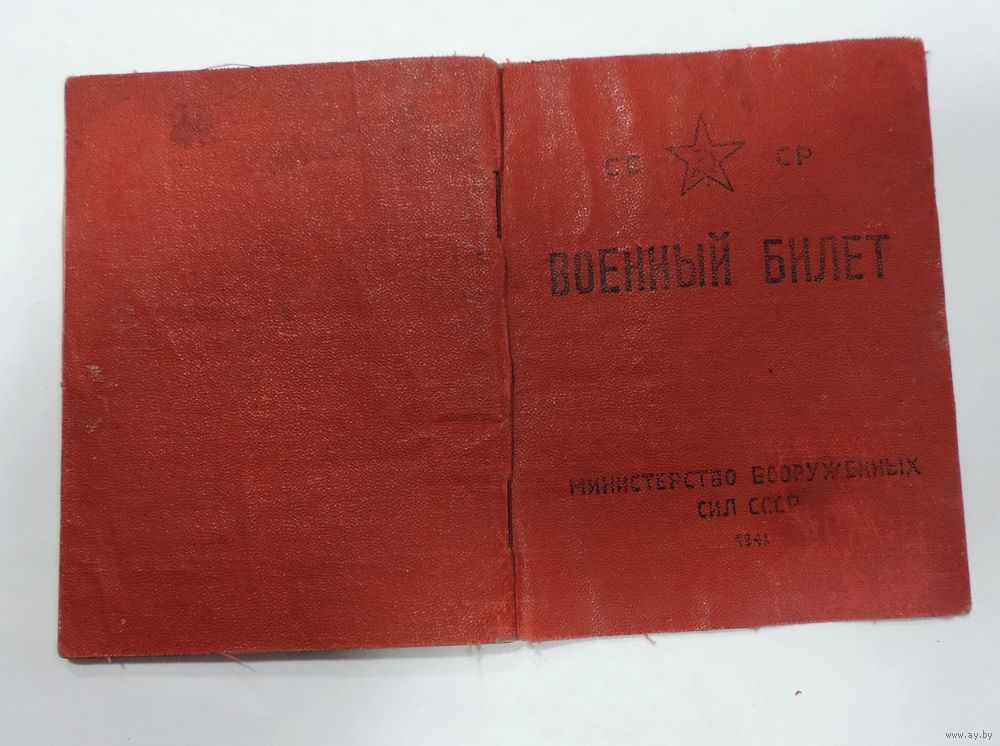 СС СР
ВОЕННЫЙ БИЛЕТ
МИНИСТЕРСТВО ВООРУЖЕННЫХ
СИЛ СССР
www.ay.by